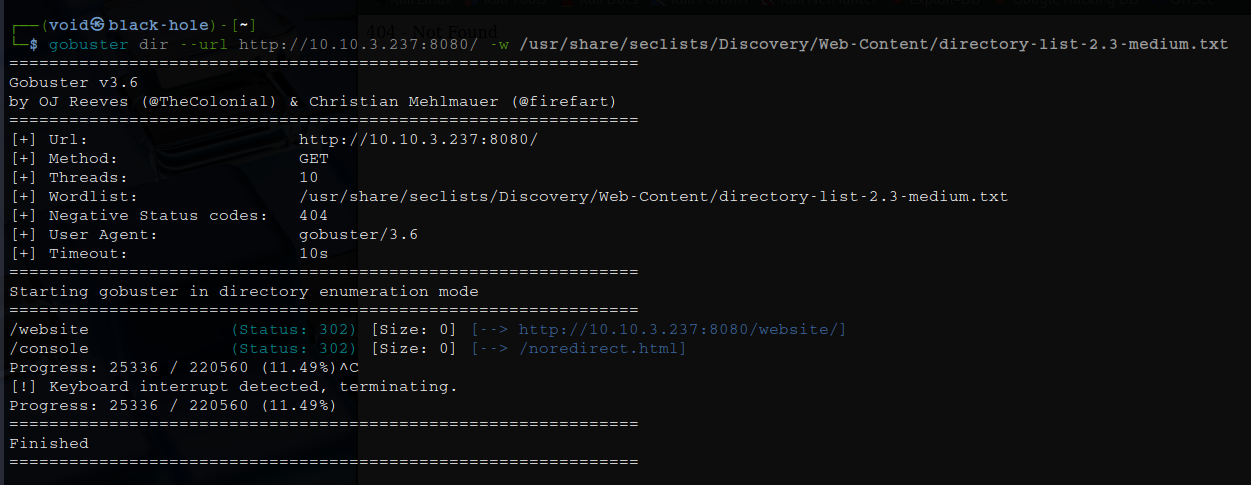 ┌──(void㉿black-hole)-[~]
└─$ gobuster dir --url http://10.10.3.237:8080/ -w /usr/share/seclists/Discovery/Web-Content/directory-list-2.3-medium.txt
404 - Not Found
===============================================================
Gobuster v3.6
by OJ Reeves (@TheColonial) & Christian Mehlmauer (@firefart)
===============================================================
[+] Url:                     http://10.10.3.237:8080/
[+] Method:                  GET
[+] Threads:                 10
[+] Wordlist:                /usr/share/seclists/Discovery/Web-Content/directory-list-2.3-medium.txt
[+] Negative Status codes:   404
[+] User Agent:              gobuster/3.6
[+] Timeout:                 10s
===============================================================
Starting gobuster in directory enumeration mode
===============================================================
/website              (Status: 302) [Size: 0] [--> http://10.10.3.237:8080/website/]
/console              (Status: 302) [Size: 0] [--> /noredirect.html]
Progress: 25336 / 220560 (11.49%)^C
[!] Keyboard interrupt detected, terminating.
Progress: 25336 / 220560 (11.49%)
===============================================================
Finished
===============================================================